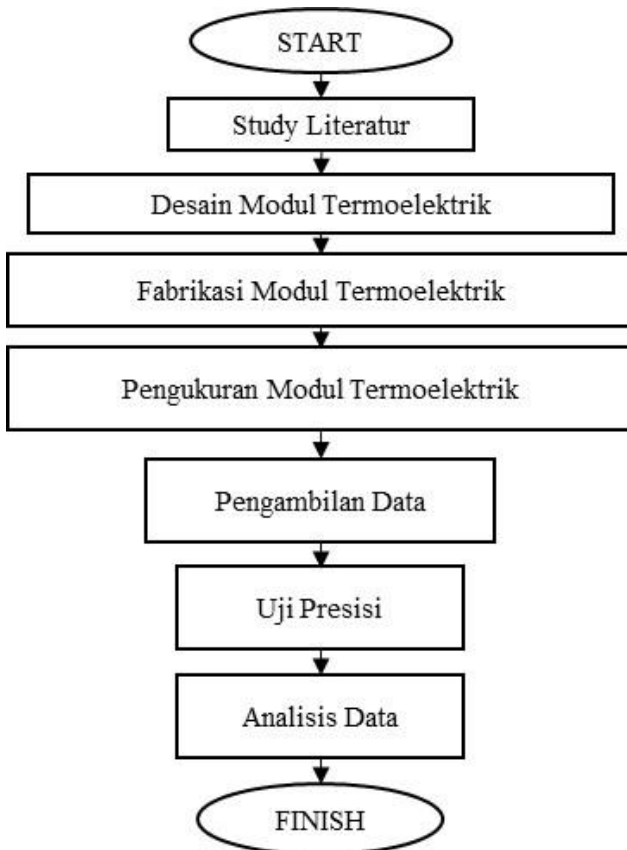 START
Study Literatur
Desain Modul Termoelektrik
Fabrikasi Modul Termoelektrik
Pengukuran Modul Termoelektrik
Pengambilan Data
Uji Presisi
Analisis Data
FINISH